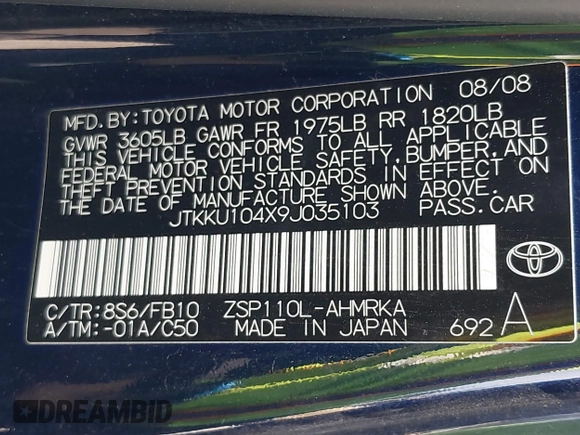 MFD.BY:TOYOTA MOTOR CORPORATION 08/08
GVWR 3605LB GAWR FR 1975LB RR 1820LB
THIS VEHICLE CONFORMS TO ALL APPLICABLE
FEDERAL MOTOR VEHICLE SAFETY,BUMPER,AND
THEFT PREVENTION STANDARDS IN EFFECT ON
THE DATE OF MANUFACTURE SHOWN ABOVE.
JTKKU104X9J035103 PASS.CAR
C/TR:8S6/FB10 ZSP110L-AHMRKA
A/TM:-01A/C50 MADE IN JAPAN 692 A
DREAMBID